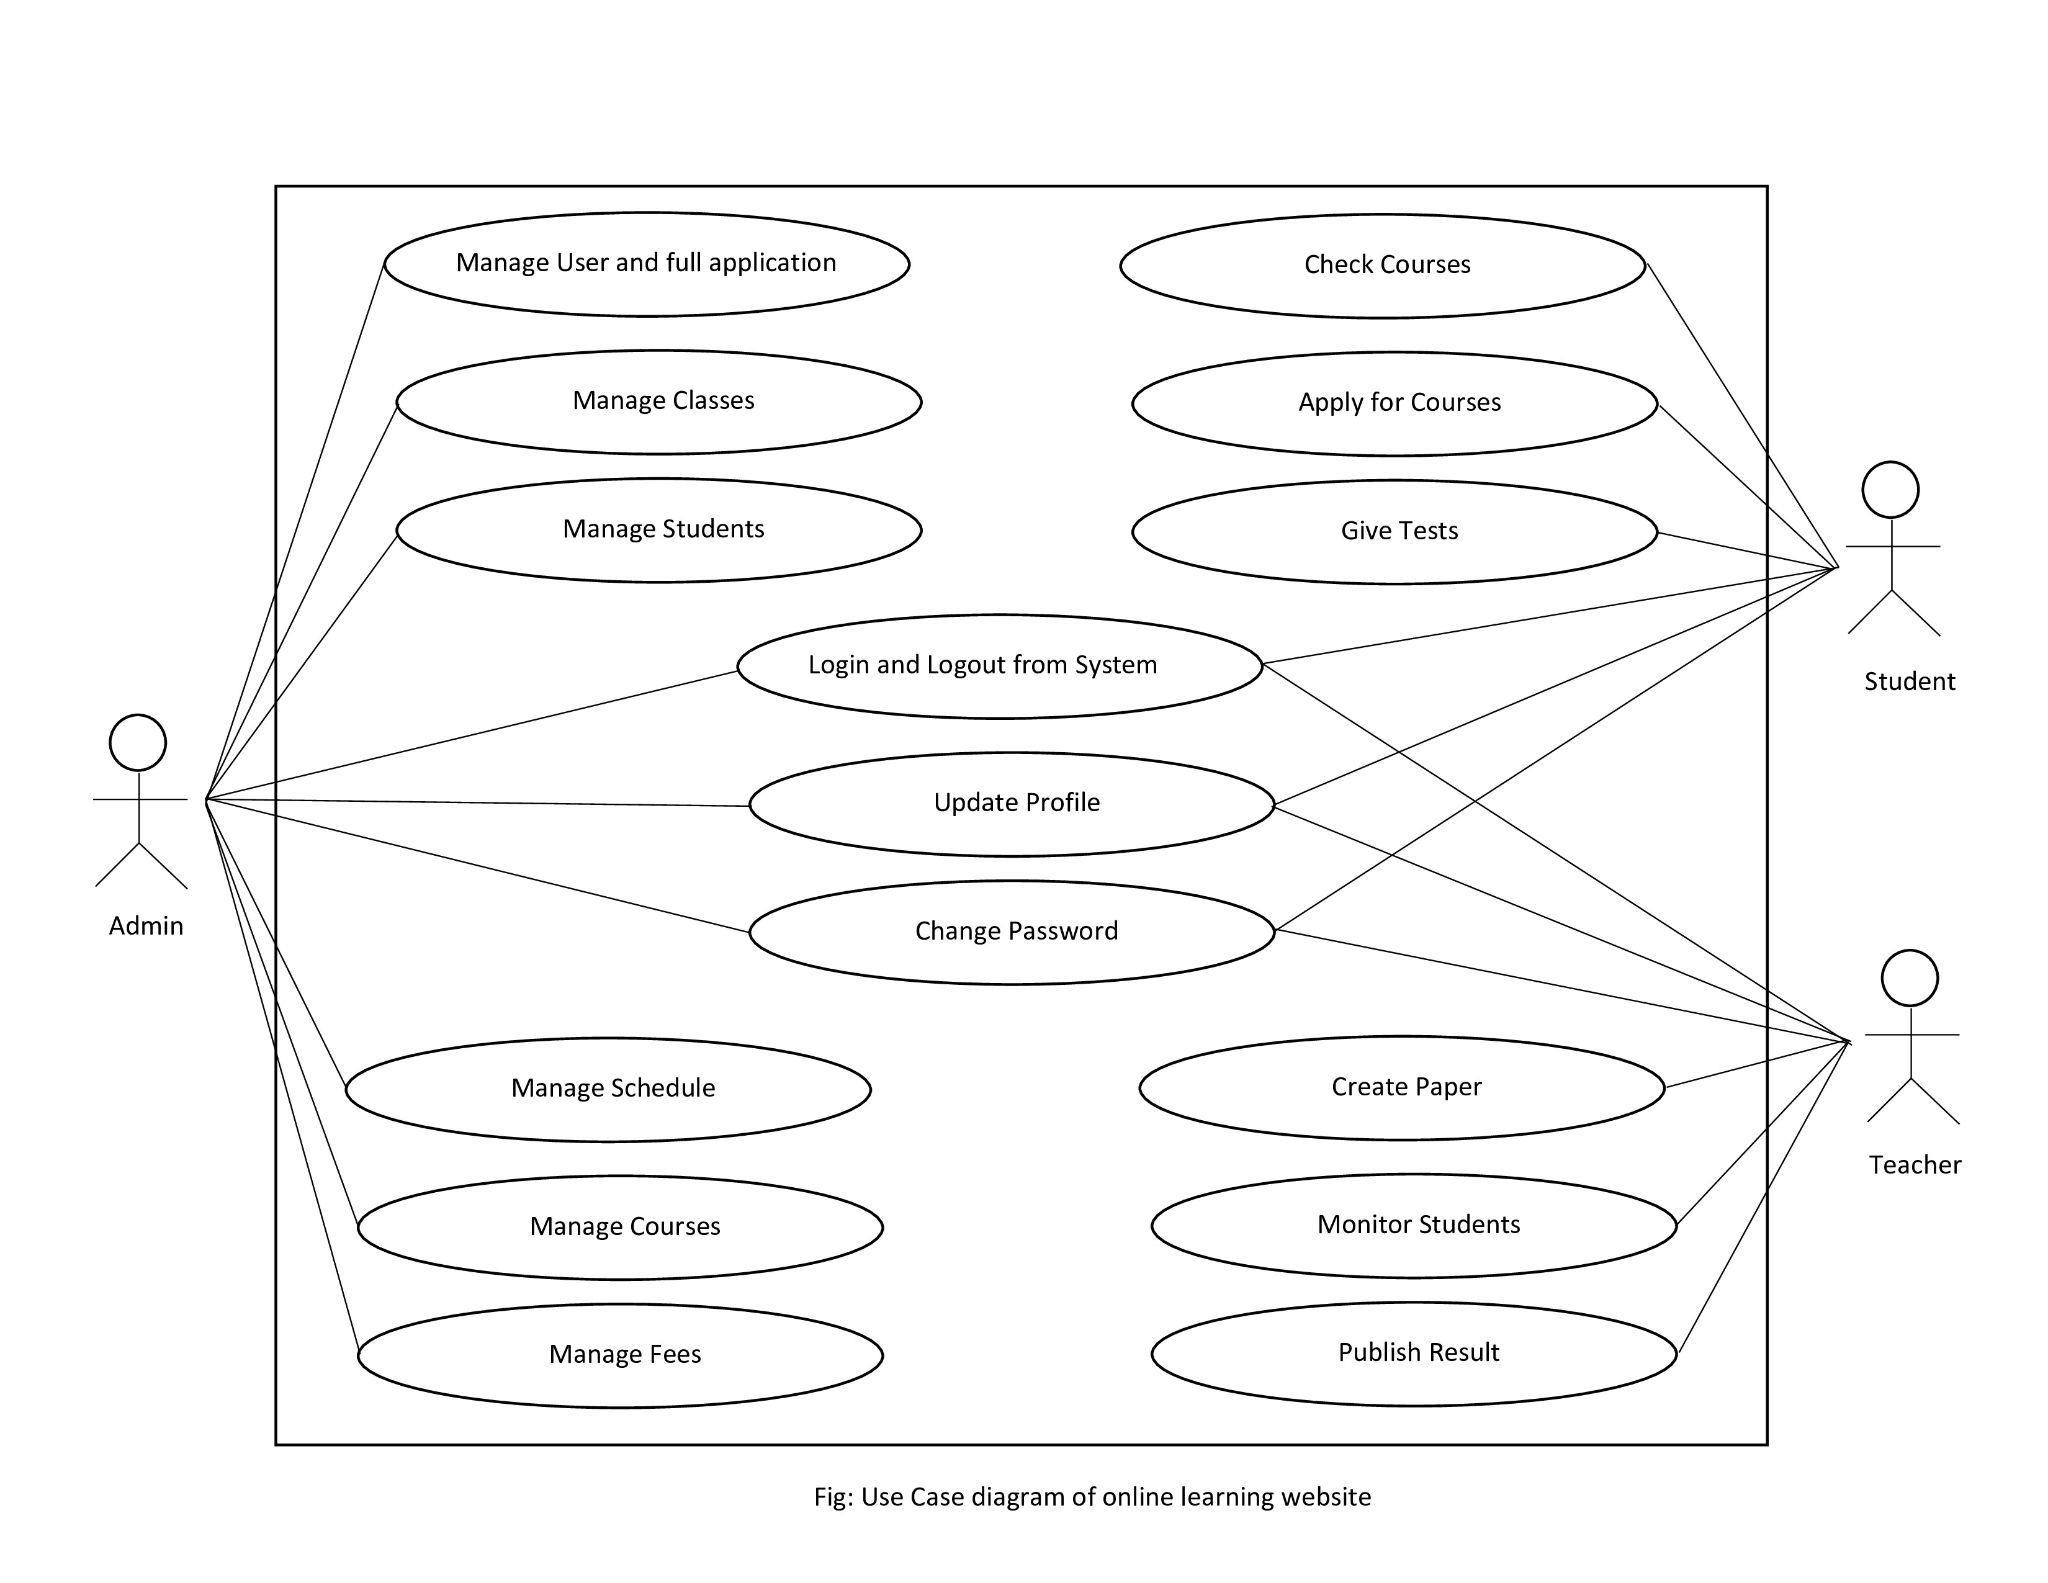 Manage User and full application
Check Courses
Manage Classes
Apply for Courses
Manage Students
Give Tests
Login and Logout from System
Student
Update Profile
Admin
Change Password
Manage Schedule
Create Paper
Teacher
Manage Courses
Monitor Students
Manage Fees
Publish Result
Fig: Use Case diagram of online learning website